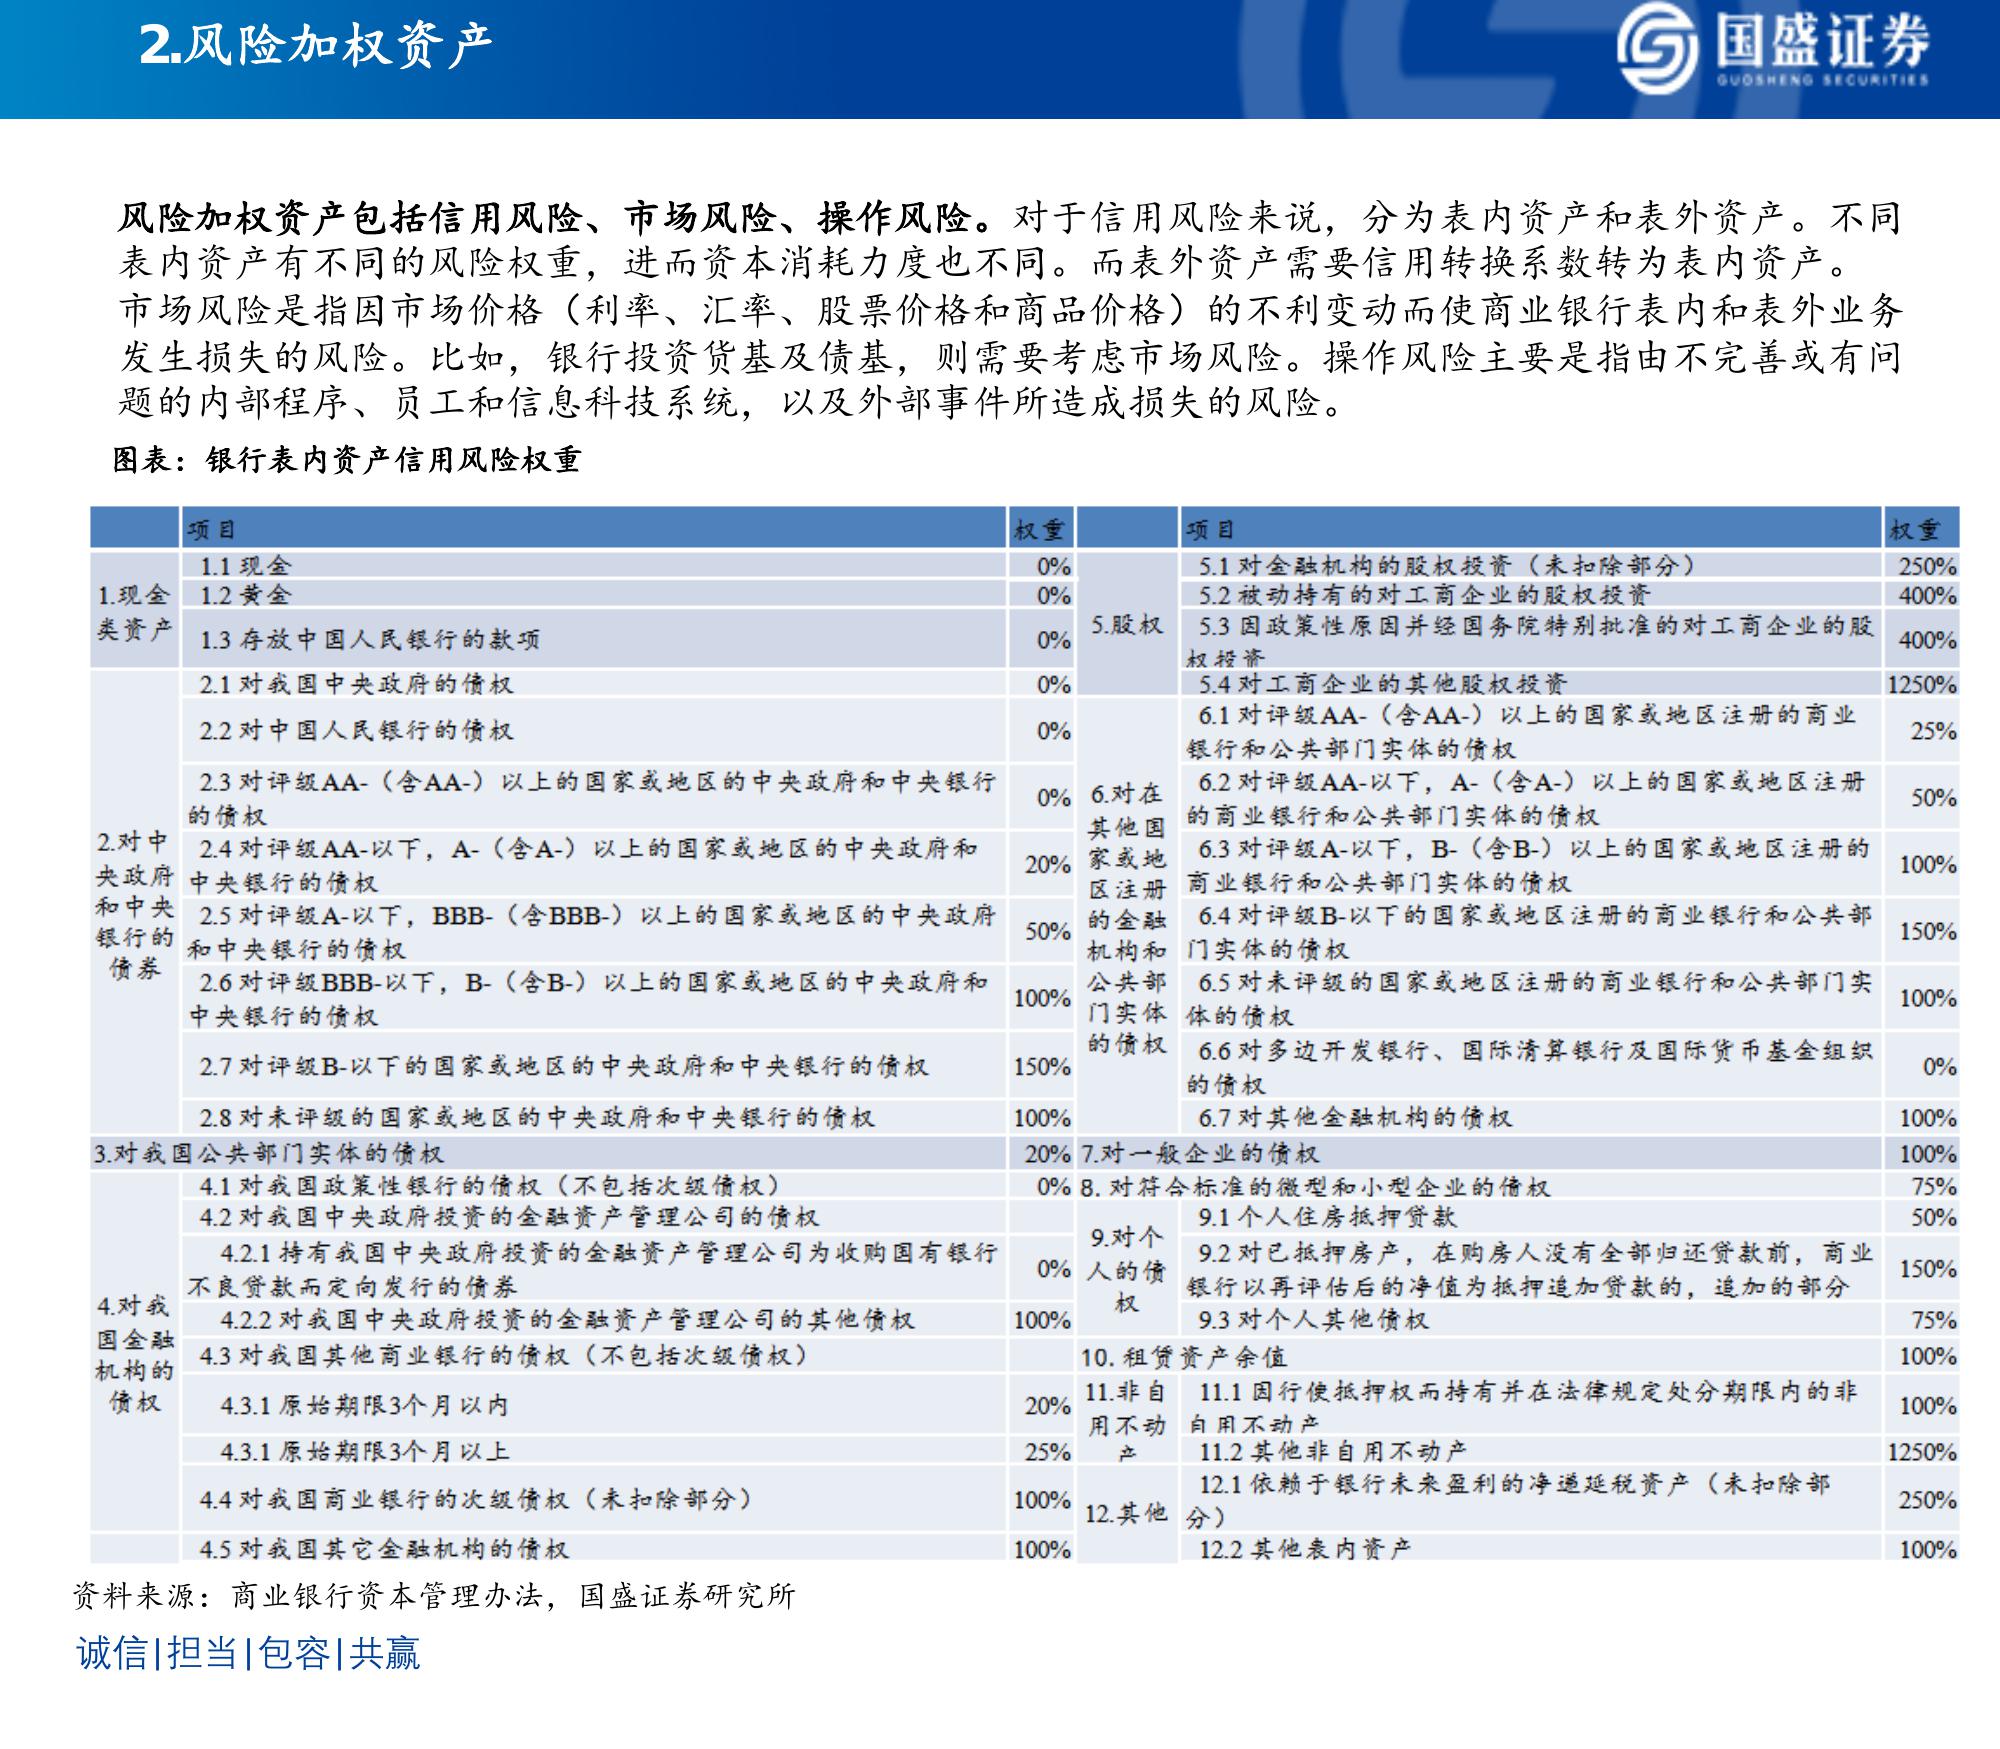 2.风险加权资产
国盛证券
GUOSHENG SECURITIES
风险加权资产包括信用风险、市场风险、操作风险。对于信用风险来说，分为表内资产和表外资产。不同
表内资产有不同的风险权重，进而资本消耗力度也不同。而表外资产需要信用转换系数转为表内资产。
市场风险是指因市场价格（利率、汇率、股票价格和商品价格）的不利变动而使商业银行表内和表外业务
发生损失的风险。比如，银行投资货基及债基，则需要考虑市场风险。操作风险主要是指由不完善或有问
题的内部程序、员工和信息科技系统，以及外部事件所造成损失的风险。
图表：银行表内资产信用风险权重
项目 权重
1.现金
类资产
1.1 现金 0%
1.2 黄金 0%
1.3 存放中国人民银行的款项 0%
2.对中
央政府
和中央
银行的
债券
2.1 对我国中央政府的债权 0%
2.2 对中国人民银行的债权 0%
2.3 对评级AA-（含AA-）以上的国家或地区的中央政府和中央银行
的债权 0%
2.4 对评级AA-以下，A-（含A-）以上的国家或地区的中央政府和
中央银行的债权 20%
2.5 对评级A-以下，BBB-（含BBB-）以上的国家或地区的中央政府
和中央银行的债权 50%
2.6 对评级BBB-以下，B-（含B-）以上的国家或地区的中央政府和
中央银行的债权 100%
2.7 对评级B-以下的国家或地区的中央政府和中央银行的债权 150%
2.8 对未评级的国家或地区的中央政府和中央银行的债权 100%
3.对我国公共部门实体的债权 20%
4.对我
国金融
机构的
债权
4.1 对我国政策性银行的债权（不包括次级债权） 0%
4.2 对我国中央政府投资的金融资产管理公司的债权
4.2.1 持有我国中央政府投资的金融资产管理公司为收购国有银行
不良贷款而定向发行的债券 0%
4.2.2 对我国中央政府投资的金融资产管理公司的其他债权 100%
4.3 对我国其他商业银行的债权（不包括次级债权）
4.3.1 原始期限3个月以内 20%
4.3.1 原始期限3个月以上 25%
4.4 对我国商业银行的次级债权（未扣除部分） 100%
4.5 对我国其它金融机构的债权 100%
项目 权重
5.股权
5.1 对金融机构的股权投资（未扣除部分） 250%
5.2 被动持有的对工商企业的股权投资 400%
5.3 因政策性原因并经国务院特别批准的对工商企业的股
权投资 400%
5.4 对工商企业的其他股权投资 1250%
6.对在
其他国
家或地
区注册
的金融
机构和
公共部
门实体
的债权
6.1 对评级AA-（含AA-）以上的国家或地区注册的商业
银行和公共部门实体的债权 25%
6.2 对评级AA-以下，A-（含A-）以上的国家或地区注册
的商业银行和公共部门实体的债权 50%
6.3 对评级A-以下，B-（含B-）以上的国家或地区注册的
商业银行和公共部门实体的债权 100%
6.4 对评级B-以下的国家或地区注册的商业银行和公共部
门实体的债权 150%
6.5 对未评级的国家或地区注册的商业银行和公共部门实
体的债权 100%
6.6 对多边开发银行、国际清算银行及国际货币基金组织
的债权 0%
6.7 对其他金融机构的债权 100%
7.对一般企业的债权 100%
8. 对符合标准的微型和小型企业的债权 75%
9.对个
人的债
权
9.1 个人住房抵押贷款 50%
9.2 对已抵押房产，在购房人没有全部归还贷款前，商业
银行以再评估后的净值为抵押追加贷款的，追加的部分 150%
9.3 对个人其他债权 75%
10. 租赁资产余值 100%
11.非自
用不动
产
11.1 因行使抵押权而持有并在法律规定处分期限内的非
自用不动产 100%
11.2 其他非自用不动产 1250%
12.其他
12.1 依赖于银行未来盈利的净递延税资产（未扣除部
分） 250%
12.2 其他表内资产 100%
资料来源：商业银行资本管理办法，国盛证券研究所
诚信|担当|包容|共赢